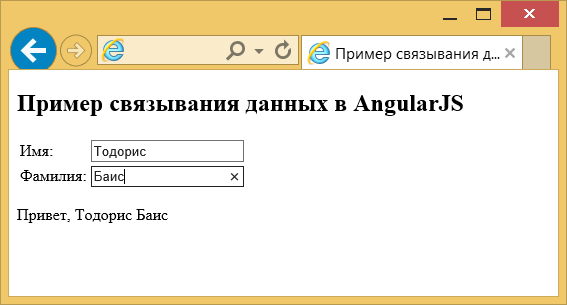 Пример связывания д...
Пример связывания данных в AngularJS
Имя: Тодорис
Фамилия: Баис
Привет, Тодорис Баис